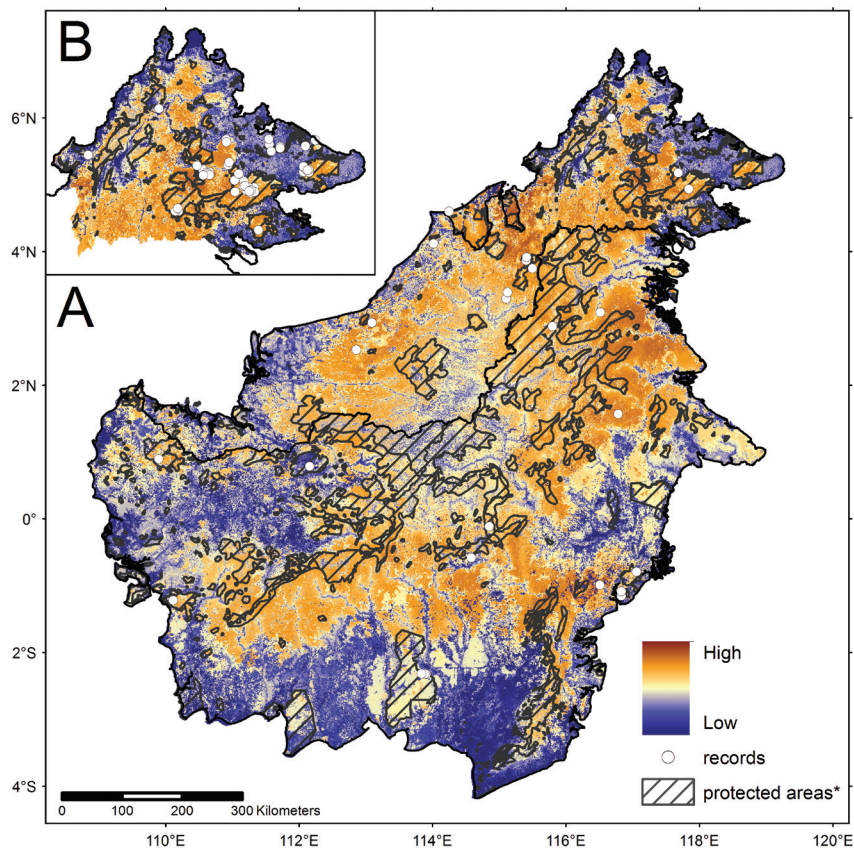 B
A
6°N
4°N
2°N
0°
2°S
4°S
High
Low
records
protected areas*
0 100 200 300 Kilometers
110°E 112°E 114°E 116°E 118°E 120°E